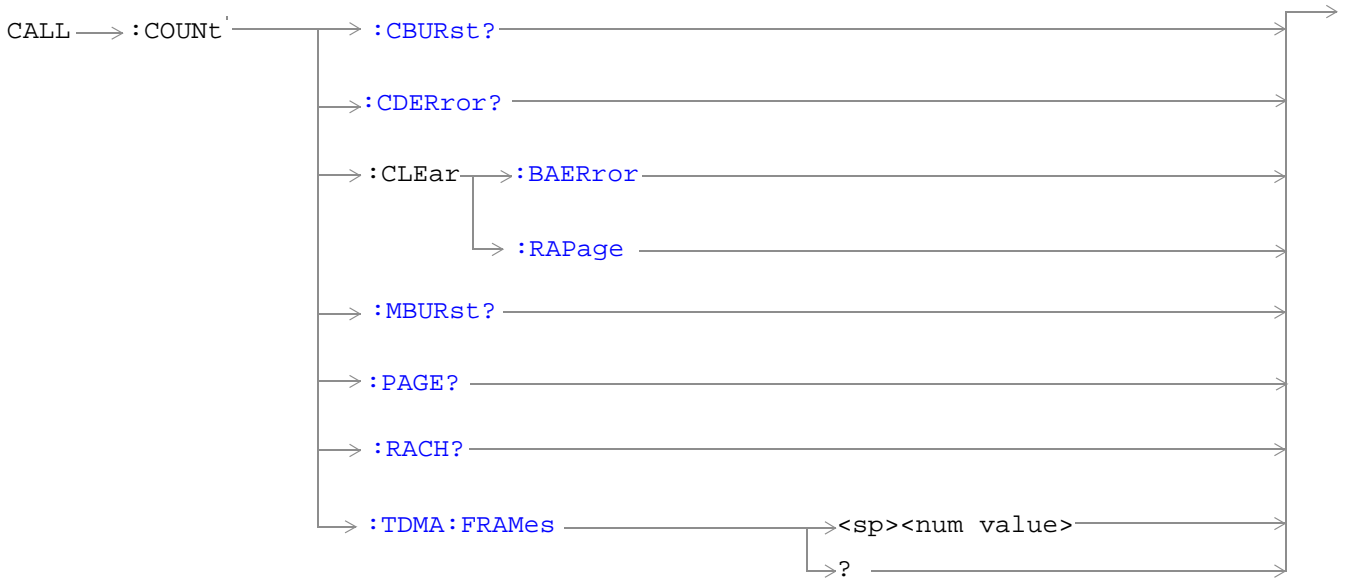 CALL :COUNt :CBURst?
:CDERror?
:CLEar :BAERror
:RAPage
:MBURst?
:PAGE?
:RACH?
:TDMA:FRAMes <sp><num value>
?